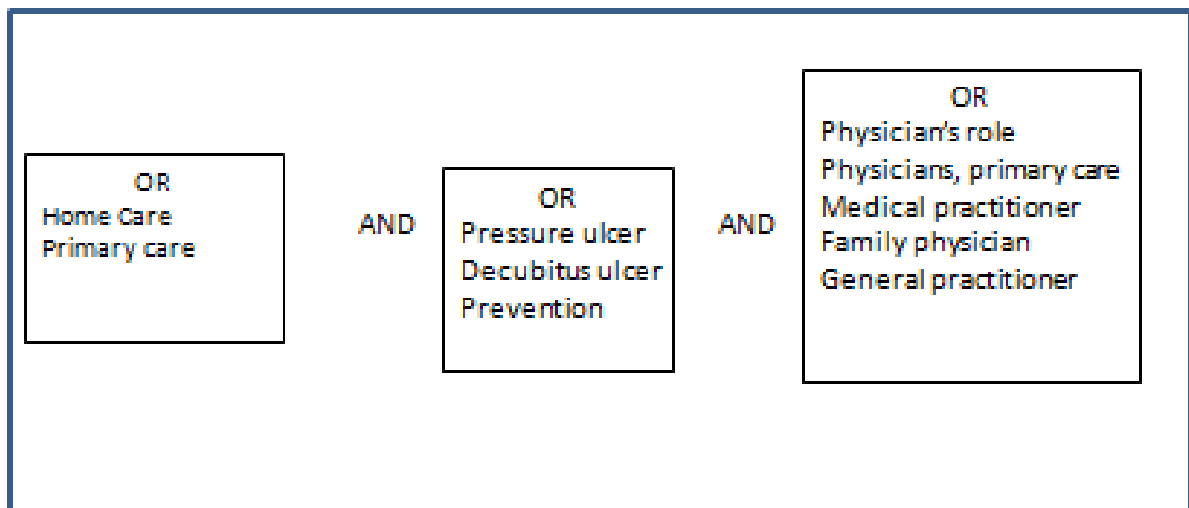 OR
Home Care
Primary care
AND
OR
Pressure ulcer
Decubitus ulcer
Prevention
AND
OR
Physician's role
Physicians, primary care
Medical practitioner
Family physician
General practitioner